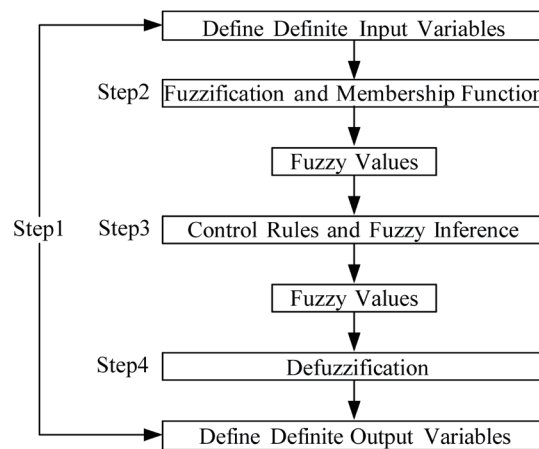 Define Definite Input Variables
Step2
Fuzzification and Membership Function
Fuzzy Values
Step1
Step3
Control Rules and Fuzzy Inference
Fuzzy Values
Step4
Defuzzification
Define Definite Output Variables